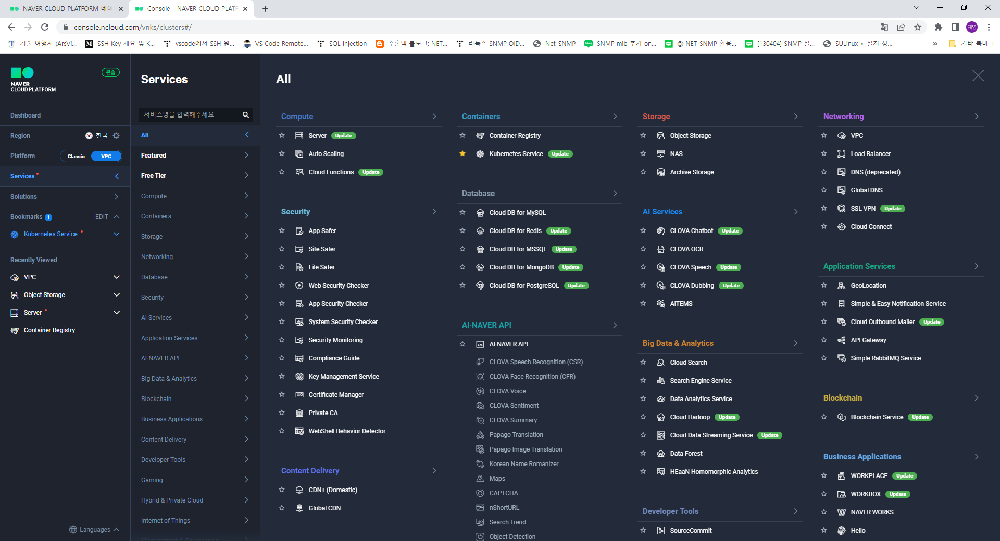 NAVER CLOUD PLATFORM 네이
Console - NAVER CLOUD PLATF
console.ncloud.com/vnks/clusters#/
재영
기술 여행자 (ArsVi...
SSH Key 개요 및 K...
vscode에서 SSH 원...
VS Code Remote...
SQL Injection
주홍택 블로그: NET...
리눅스 SNMP OID...
Net-SNMP
SNMP mib 추가 on...
© NET-SNMP 활용...
[130404] SNMP 설...
SULinux > 설치 성...
»
기타 북마크
NAVER
CLOUD PLATFORM
콘솔
Dashboard
Region
한국
Platform
Classic
VPC
Services
Solutions
Bookmarks 1
EDIT
Kubernetes Service
Recently Viewed
VPC
Object Storage
Server
Container Registry
Languages
Services
서비스명을 입력해주세요
All
Featured
Free Tier
Compute
Containers
Storage
Networking
Database
Security
AI Services
Application Services
AI·NAVER API
Big Data & Analytics
Blockchain
Business Applications
Content Delivery
Developer Tools
Gaming
Hybrid & Private Cloud
Internet of Things
All
Compute
Server Update
Auto Scaling
Cloud Functions Update
Security
App Safer
Site Safer
File Safer
Web Security Checker
App Security Checker
System Security Checker
Security Monitoring
Compliance Guide
Key Management Service
Certificate Manager
Private CA
WebShell Behavior Detector
Content Delivery
CDN+ (Domestic)
Global CDN
Containers
Container Registry
Kubernetes Service Update
Database
Cloud DB for MySQL
Cloud DB for Redis Update
Cloud DB for MSSQL Update
Cloud DB for MongoDB Update
Cloud DB for PostgreSQL Update
AI·NAVER API
AI·NAVER API
CLOVA Speech Recognition (CSR)
CLOVA Face Recognition (CFR)
CLOVA Voice
CLOVA Sentiment
CLOVA Summary
Papago Translation
Papago Image Translation
Korean Name Romanizer
Maps
CAPTCHA
nShortURL
Search Trend
Object Detection
Storage
Object Storage
NAS
Archive Storage
AI Services
CLOVA Chatbot Update
CLOVA OCR
CLOVA Speech Update
CLOVA Dubbing Update
AiTEMS
Big Data & Analytics
Cloud Search
Search Engine Service
Data Analytics Service
Cloud Hadoop Update
Cloud Data Streaming Service Update
Data Forest
HEaaN Homomorphic Analytics
Developer Tools
SourceCommit
Networking
VPC
Load Balancer
DNS (deprecated)
Global DNS
SSL VPN Update
Cloud Connect
Application Services
GeoLocation
Simple & Easy Notification Service
Cloud Outbound Mailer Update
API Gateway
Simple RabbitMQ Service
Blockchain
Blockchain Service Update
Business Applications
WORKPLACE Update
WORKBOX Update
NAVER WORKS
Hello